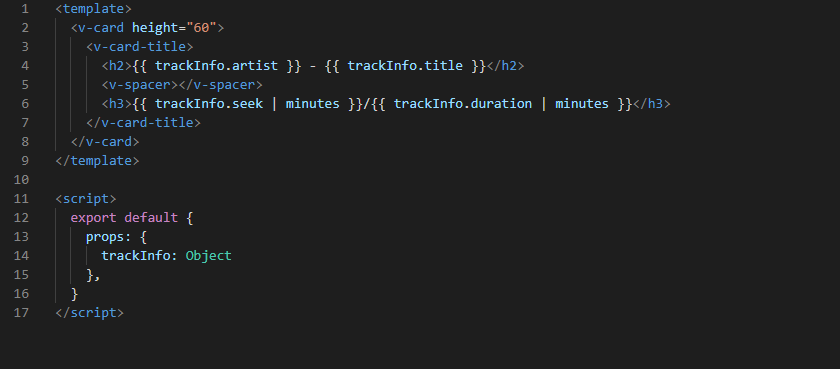 1 <template>
2   <v-card height="60">
3     <v-card-title>
4       <h2>{{ trackInfo.artist }} - {{ trackInfo.title }}</h2>
5       <v-spacer></v-spacer>
6       <h3>{{ trackInfo.seek | minutes }}/{{ trackInfo.duration | minutes }}</h3>
7     </v-card-title>
8   </v-card>
9 </template>
10
11 <script>
12   export default {
13     props: {
14       trackInfo: Object
15     },
16   }
17 </script>